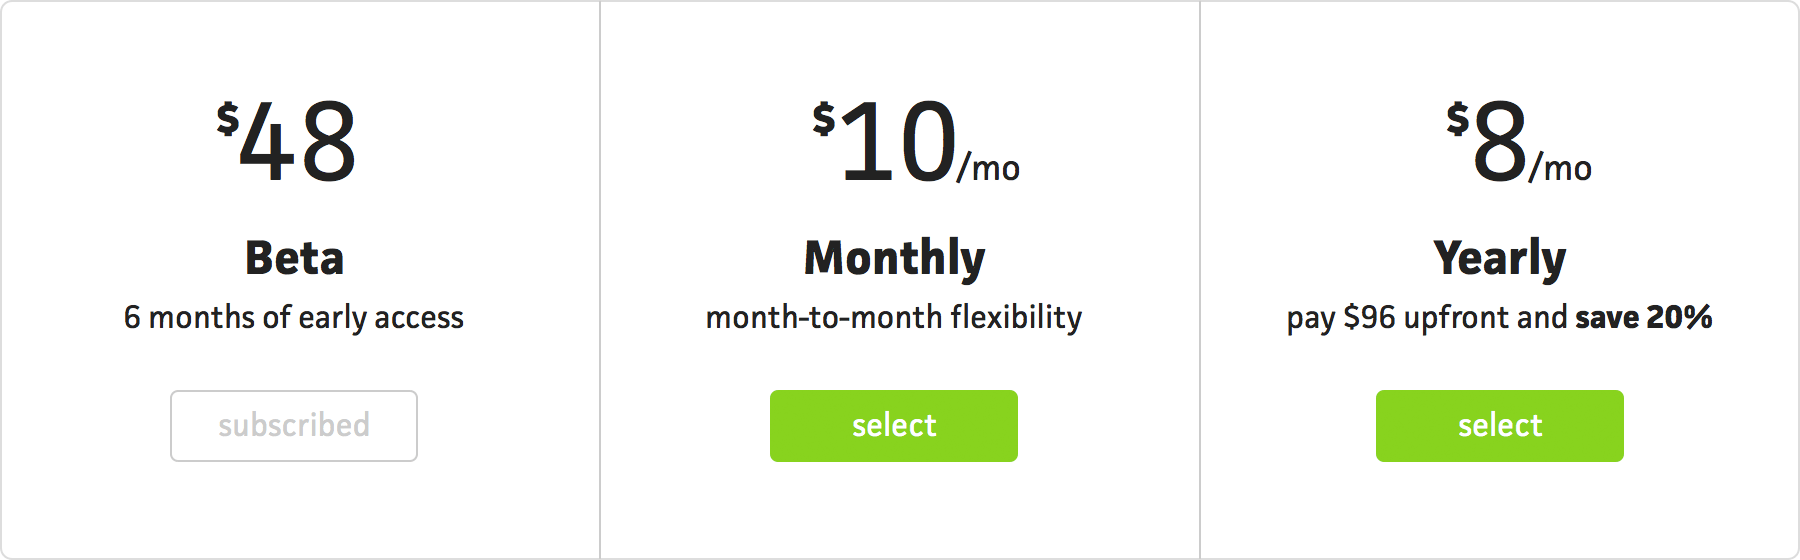 $48
Beta
6 months of early access
subscribed
$10/mo
Monthly
month-to-month flexibility
select
$8/mo
Yearly
pay $96 upfront and save 20%
select